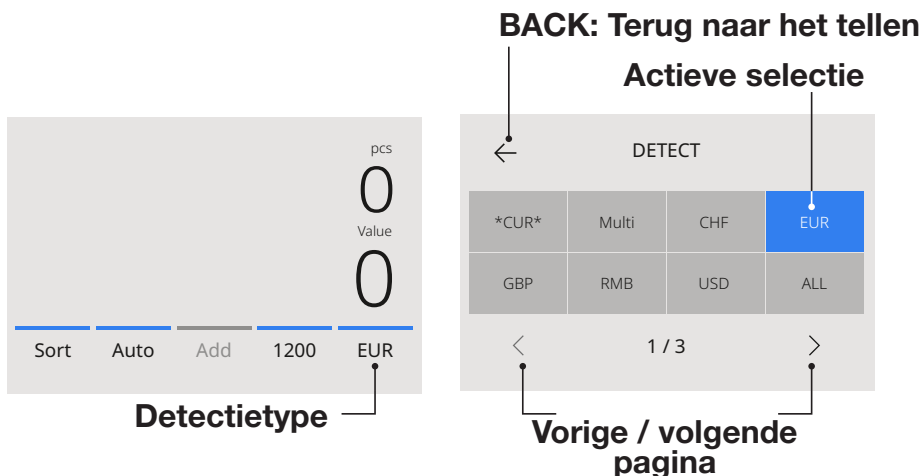 BACK: Terug naar het tellen
Actieve selectie
pcs
0
Value
0
Sort Auto Add 1200 EUR
Detectietype
DETECT
*CUR* Multi CHF EUR
GBP RMB USD ALL
1 / 3
Vorige / volgende
pagina